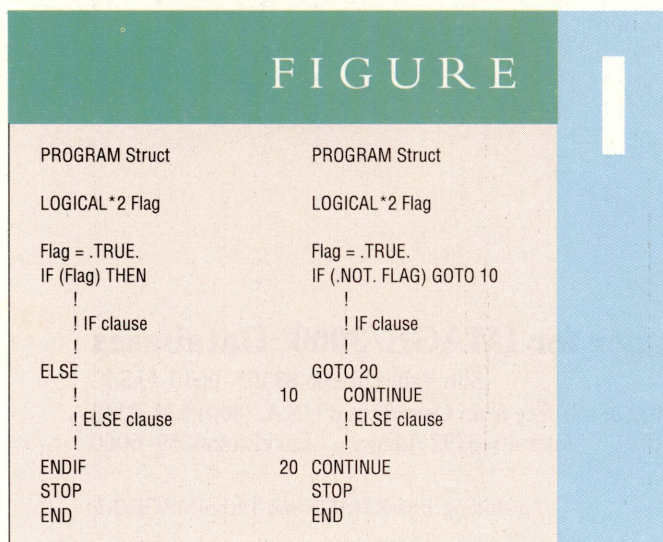 FIGURE 1
PROGRAM Struct
LOGICAL*2 Flag
Flag = .TRUE.
IF (Flag) THEN
!
! IF clause
!
ELSE
!
! ELSE clause
!
ENDIF
STOP
END
PROGRAM Struct
LOGICAL*2 Flag
Flag = .TRUE.
IF (.NOT. FLAG) GOTO 10
!
! IF clause
!
GOTO 20
10 CONTINUE
! ELSE clause
!
20 CONTINUE
STOP
END